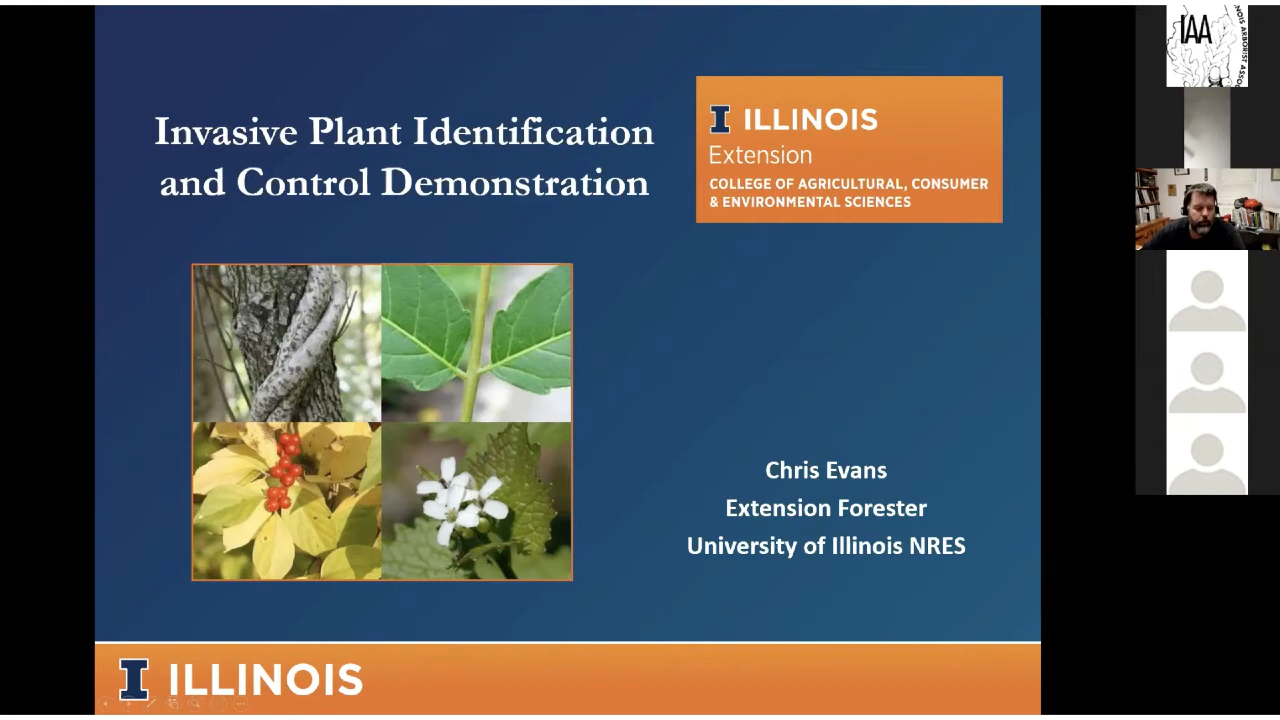 Invasive Plant Identification
and Control Demonstration
I ILLINOIS
Extension
COLLEGE OF AGRICULTURAL, CONSUMER
& ENVIRONMENTAL SCIENCES
Chris Evans
Extension Forester
University of Illinois NRES
I ILLINOIS
IAA